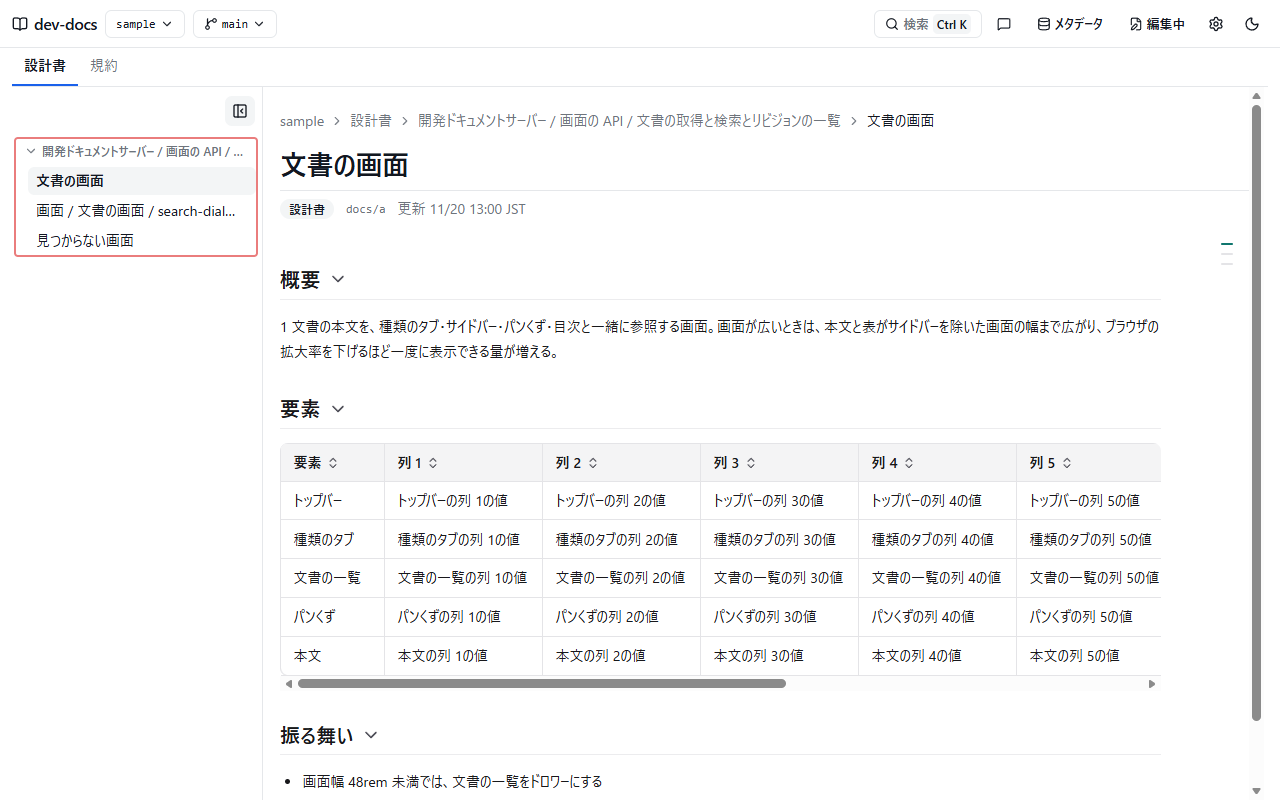 dev-docs sample main 検索 Ctrl K メタデータ 編集中
設計書 規約
sample 設計書 開発ドキュメントサーバー / 画面の API / 文書の取得と検索とリビジョンの一覧 文書の画面
開発ドキュメントサーバー / 画面の API / ...
文書の画面
画面 / 文書の画面 / search-dial...
見つからない画面
文書の画面
設計書 docs/a 更新 11/20 13:00 JST
概要
1 文書の本文を、種類のタブ・サイドバー・パンくず・目次と一緒に参照する画面。画面が広いときは、本文と表がサイドバーを除いた画面の幅まで広がり、ブラウザの
拡大率を下げるほど一度に表示できる量が増える。
要素
要素 列 1 列 2 列 3 列 4 列 5
トップバー トップバーの列 1の値 トップバーの列 2の値 トップバーの列 3の値 トップバーの列 4の値 トップバーの列 5の値
種類のタブ 種類のタブの列 1の値 種類のタブの列 2の値 種類のタブの列 3の値 種類のタブの列 4の値 種類のタブの列 5の値
文書の一覧 文書の一覧の列 1の値 文書の一覧の列 2の値 文書の一覧の列 3の値 文書の一覧の列 4の値 文書の一覧の列 5の値
パンくず パンくずの列 1の値 パンくずの列 2の値 パンくずの列 3の値 パンくずの列 4の値 パンくずの列 5の値
本文 本文の列 1の値 本文の列 2の値 本文の列 3の値 本文の列 4の値 本文の列 5の値
振る舞い
• 画面幅 48rem 未満では、文書の一覧をドロワーにする